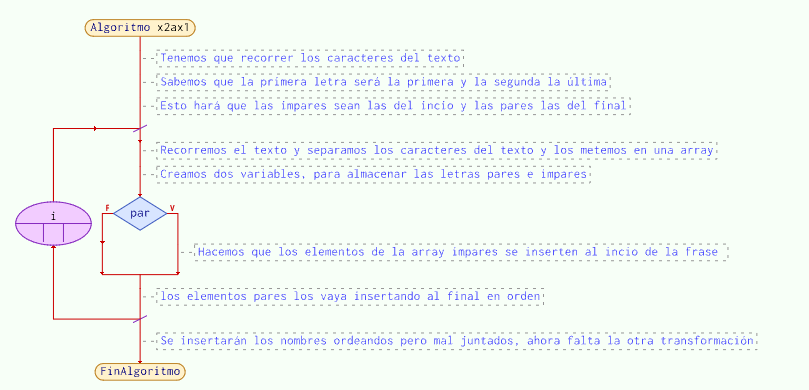 Algoritmo x2ax1
Tenemos que recorrer los caracteres del texto
Sabemos que la primera letra será la primera y la segunda la última
Esto hará que las impares sean las del incio y las pares las del final
Recorremos el texto y separamos los caracteres del texto y los metemos en una array
Creamos dos variables, para almacenar las letras pares e impares
F
V
par
i
Hacemos que los elementos de la array impares se inserten al incio de la frase
los elementos pares los vaya insertando al final en orden
Se insertarán los nombres ordeandos pero mal juntados, ahora falta la otra transformación
FinAlgoritmo